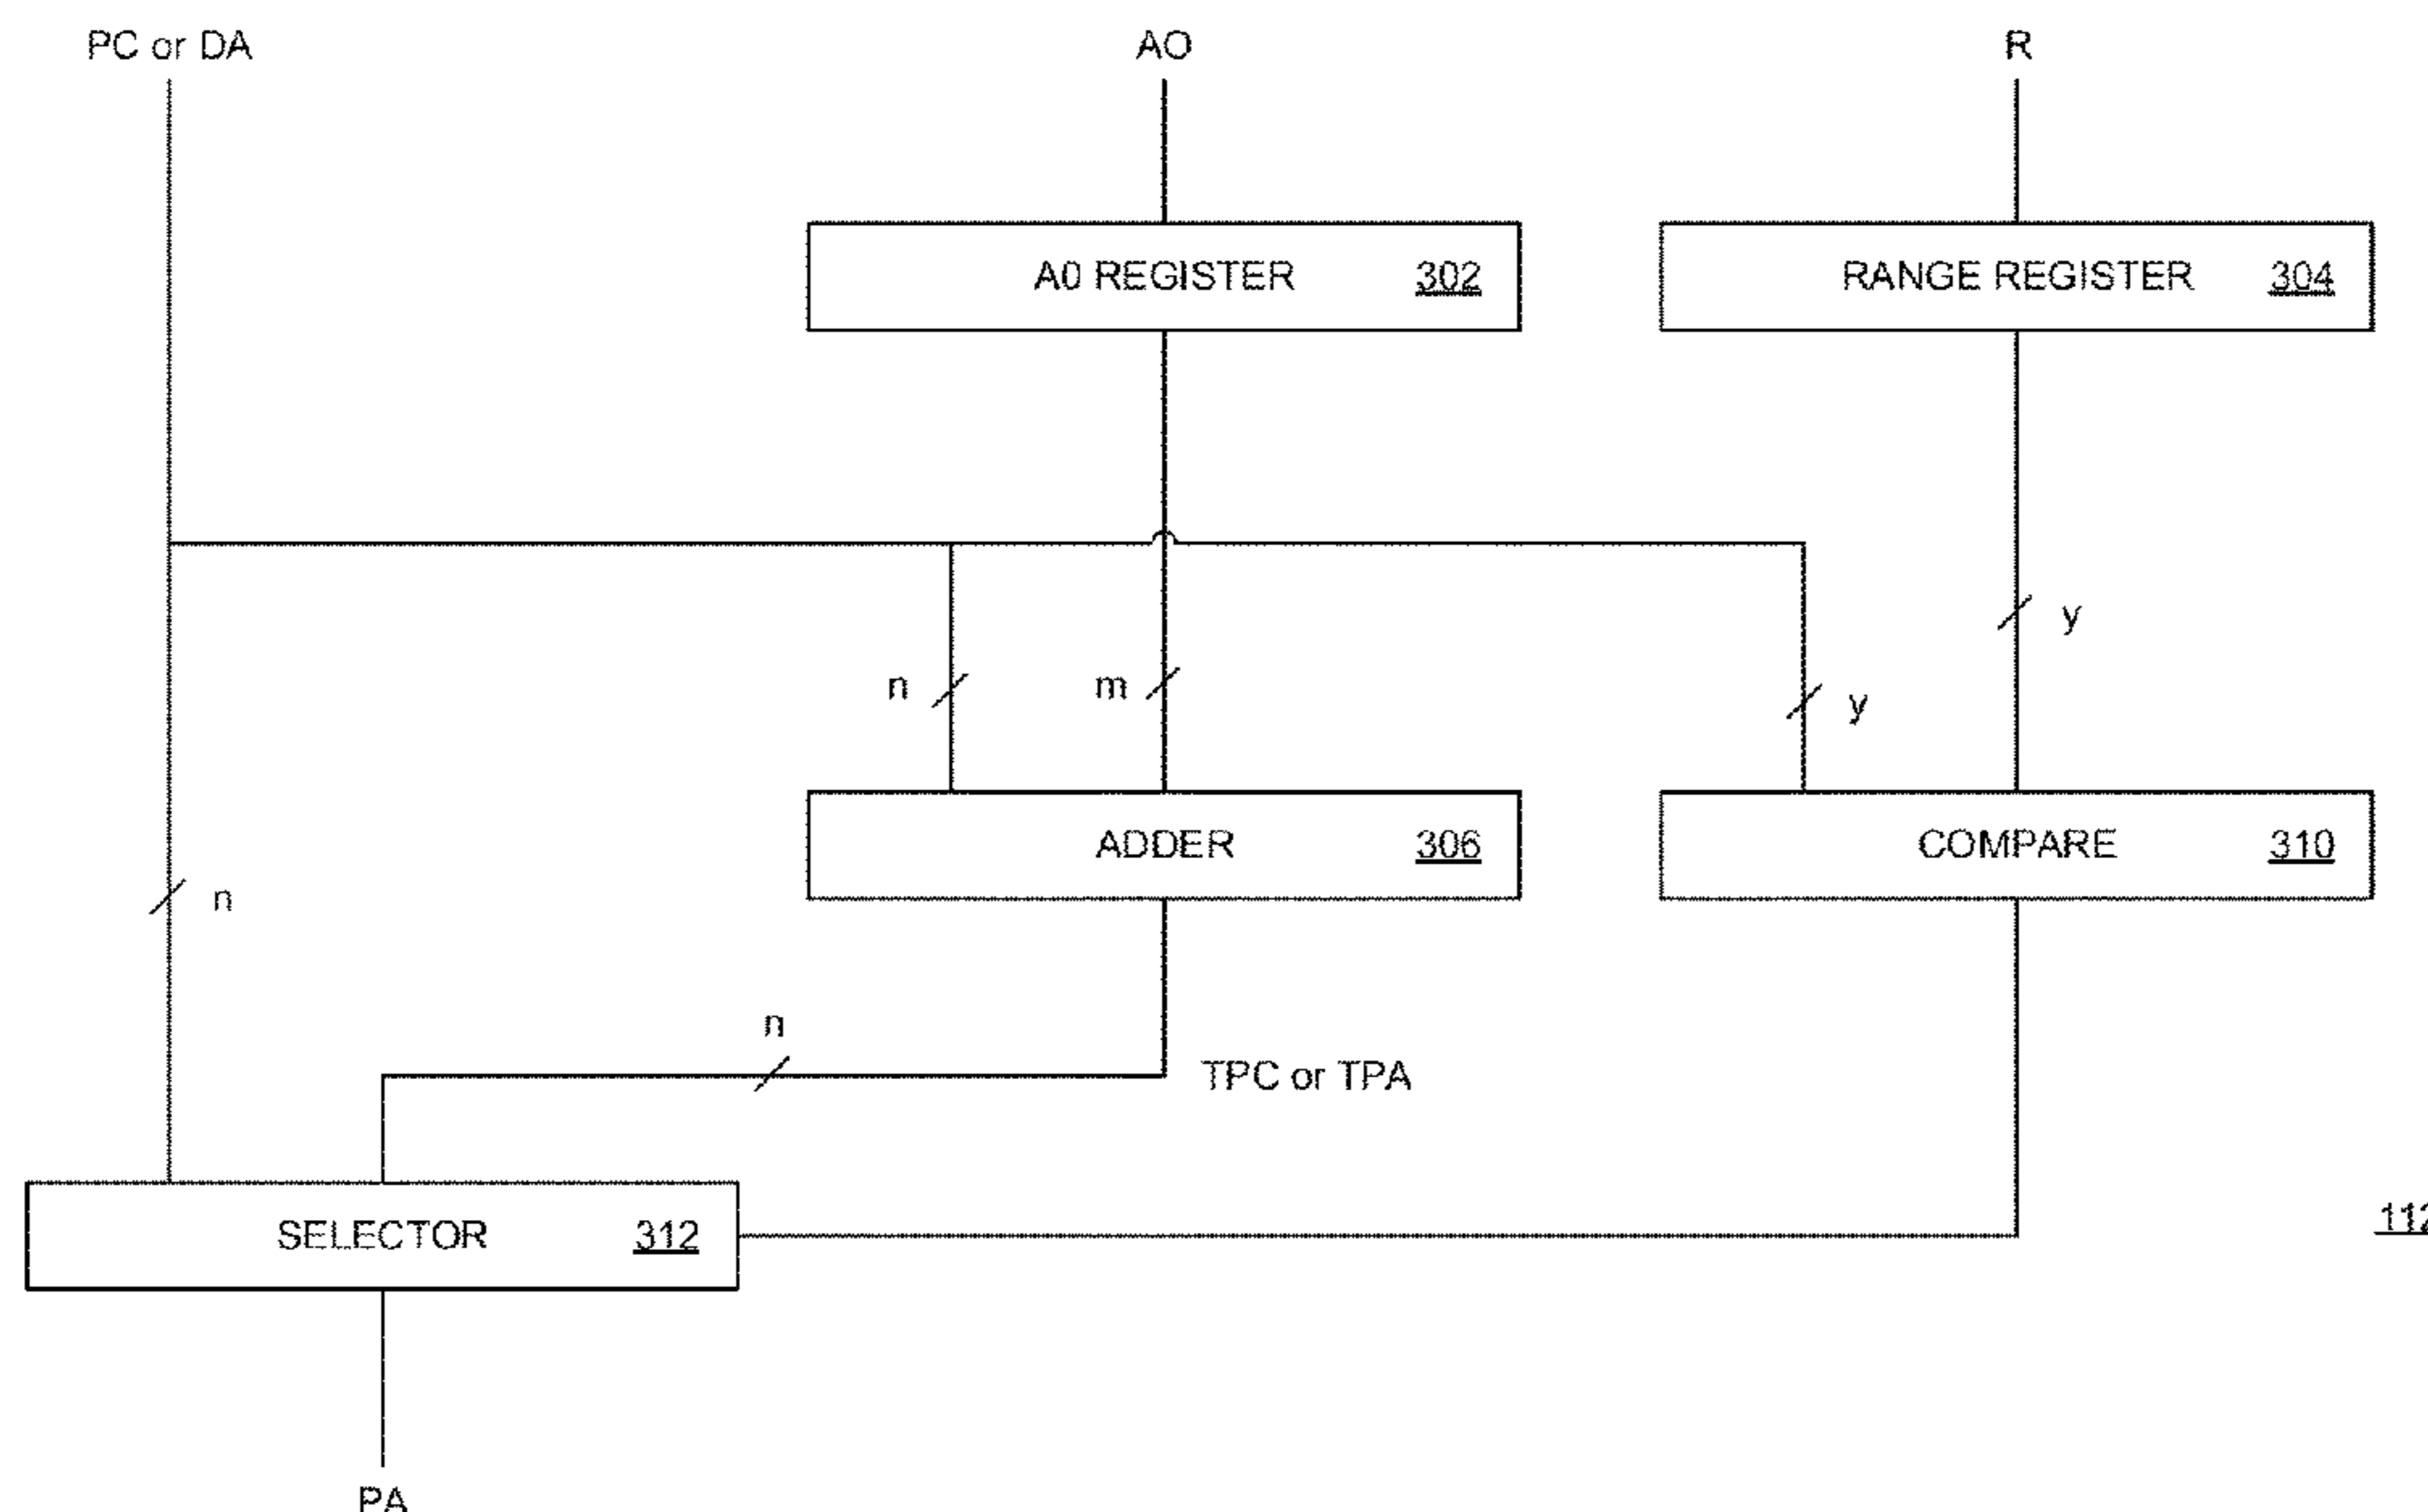 PC or DA
AO
R
A0 REGISTER 302
RANGE REGISTER 304
y
n
m
y
ADDER 306
COMPARE 310
n
n
TPC or TPA
SELECTOR 312
112
PA